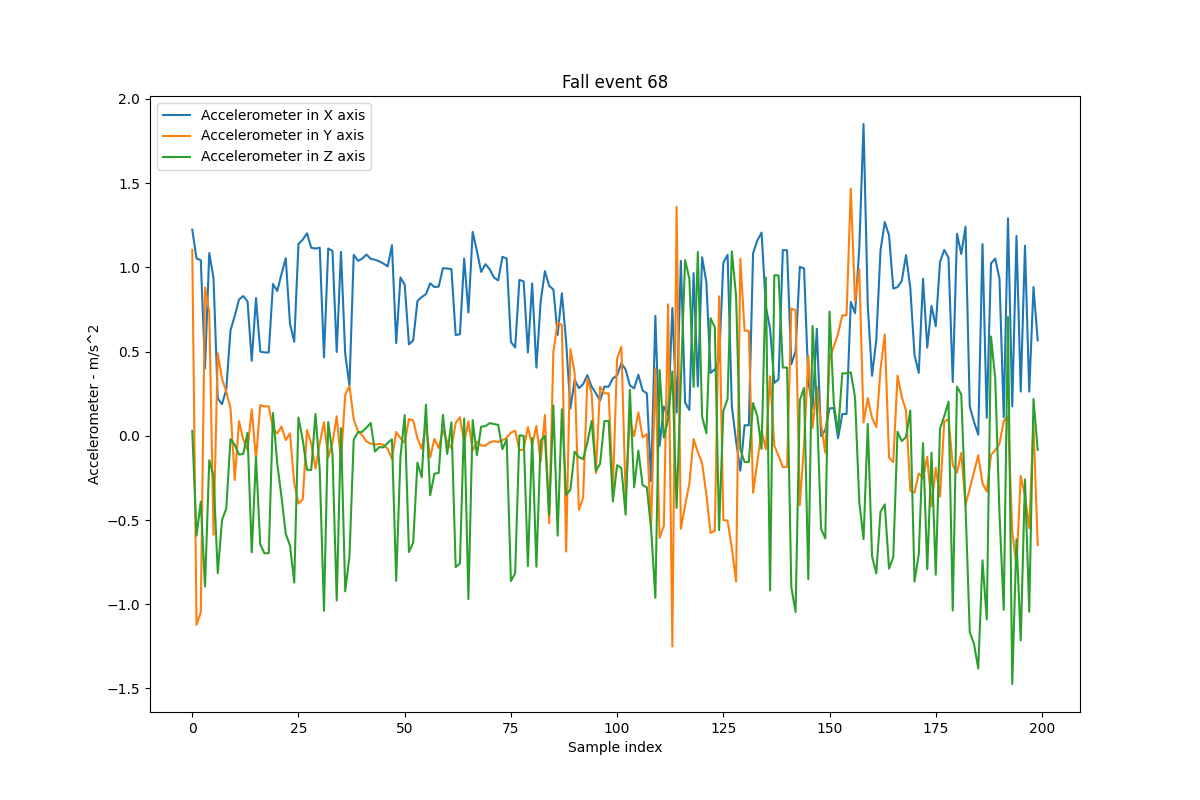 Fall event 68
Accelerometer in X axis
Accelerometer in Y axis
Accelerometer in Z axis
2.0
1.5
1.0
0.5
0.0
−0.5
−1.0
−1.5
Accelerometer - m/s^2
0 25 50 75 100 125 150 175 200
Sample index